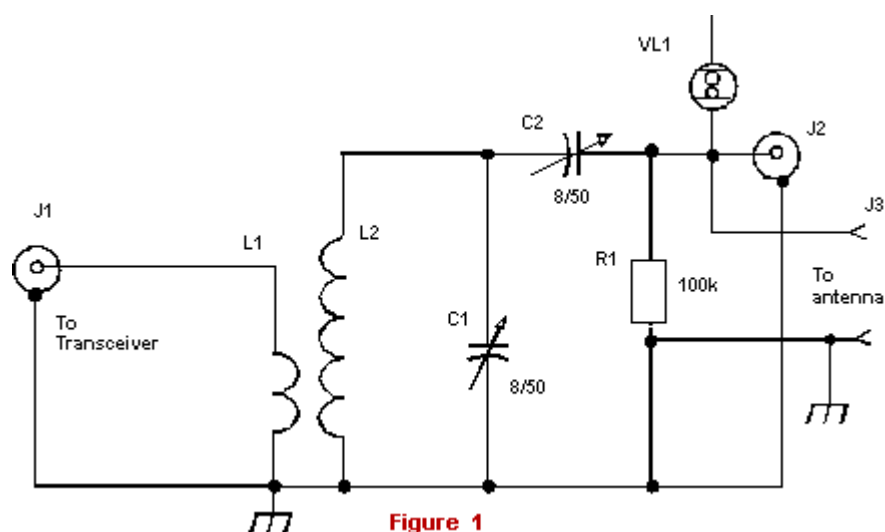 VL1
J2
C2
8/50
J1
L1
L2
J3
R1
100k
To
antenna
C1
8/50
To
Transceiver
Figure 1